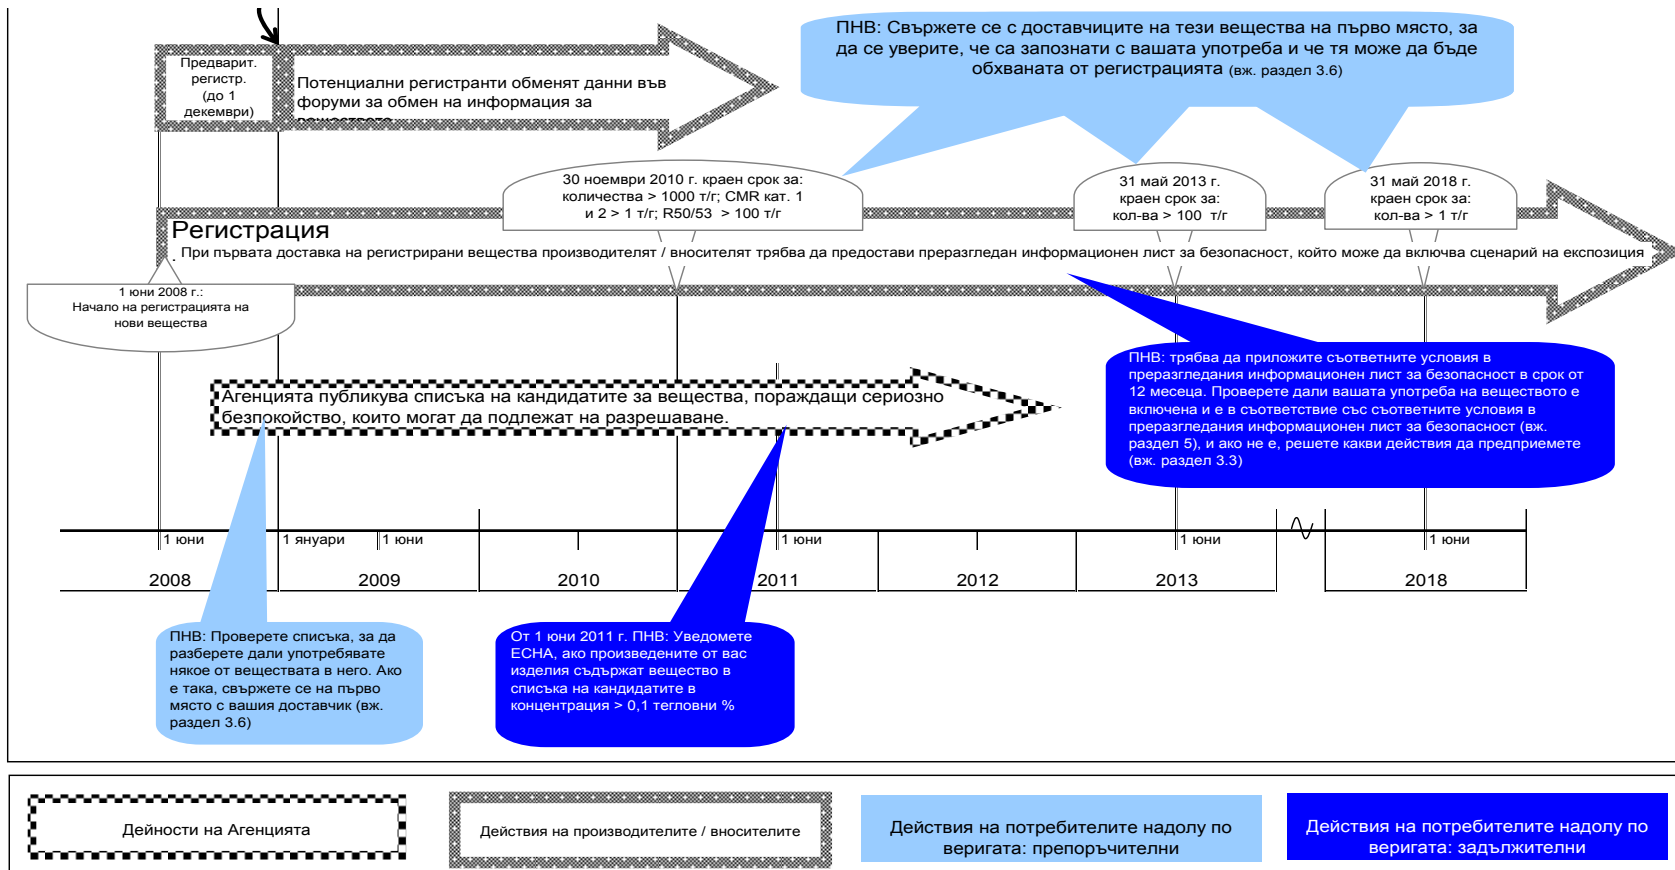 ПНВ: Свържете се с доставчиците на тези вещества на първо място, за
да се уверите, че са запознати с вашата употреба и че тя може да бъде
обхваната от регистрацията (вж. раздел 3.6)
Предварит.
регистр.
(до 1
декември)
Потенциални регистранти обменят данни във
форуми за обмен на информация за
веществото
30 ноември 2010 г. краен срок за:
количества > 1000 т/г; CMR кат. 1
и 2 > 1 т/г; R50/53 > 100 т/г
31 май 2013 г.
краен срок за:
кол-ва > 100 т/г
31 май 2018 г.
краен срок за:
кол-ва > 1 т/г
Регистрация
. При първата доставка на регистрирани вещества производителят / вносителят трябва да предостави преразгледан информационен лист за безопасност, който може да включва сценарий на експозиция
1 юни 2008 г.:
Начало на регистрацията на
нови вещества
ПНВ: трябва да приложите съответните условия в
преразгледания информационен лист за безопасност в срок от
12 месеца. Проверете дали вашата употреба на веществото е
включена и е в съответствие със съответните условия в
преразгледания информационен лист за безопасност (вж.
раздел 5), и ако не е, решете какви действия да предприемете
(вж. раздел 3.3)
Агенцията публикува списъка на кандидатите за вещества, пораждащи сериозно
безпокойство, които могат да подлежат на разрешаване.
1 юни
1 януари
1 юни
1 юни
1 юни
1 юни
2008
2009
2010
2011
2012
2013
2018
ПНВ: Проверете списъка, за да
разберете дали употребявате
някое от веществата в него. Ако
е така, свържете се на първо
място с вашия доставчик (вж.
раздел 3.6)
От 1 юни 2011 г. ПНВ: Уведомете
ECHA, ако произведените от вас
изделия съдържат вещество в
списъка на кандидатите в
концентрация > 0,1 тегловни %
Дейности на Агенцията
Действия на производителите / вносителите
Действия на потребителите надолу по
веригата: препоръчителни
Действия на потребителите надолу по
веригата: задължителни